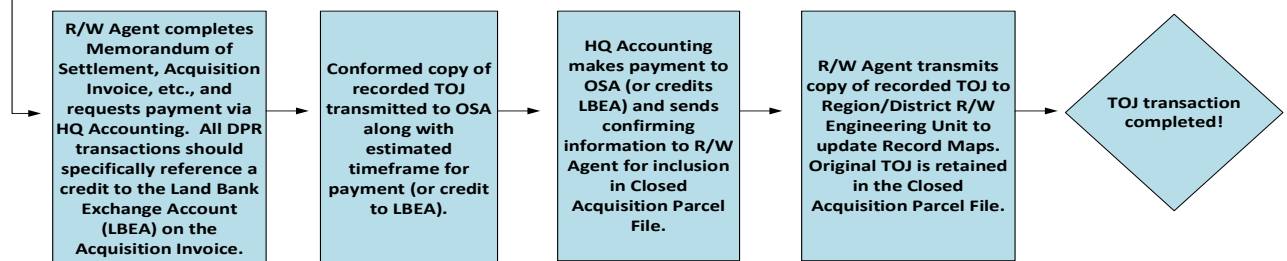 R/W Agent completes
Memorandum of
Settlement, Acquisition
Invoice, etc., and
requests payment via
HQ Accounting.  All DPR
transactions should
specifically reference a
credit to the Land Bank
Exchange Account
(LBEA) on the
Acquisition Invoice.
Conformed copy of
recorded TOJ
transmitted to OSA
along with
estimated
timeframe for
payment (or credit
to LBEA).
HQ Accounting
makes payment to
OSA (or credits
LBEA) and sends
confirming
information to R/W
Agent for inclusion
in Closed
Acquisition Parcel
File.
R/W Agent transmits
copy of recorded TOJ to
Region/District R/W
Engineering Unit to
update Record Maps.
Original TOJ is retained
in the Closed
Acquisition Parcel File.
TOJ transaction
completed!